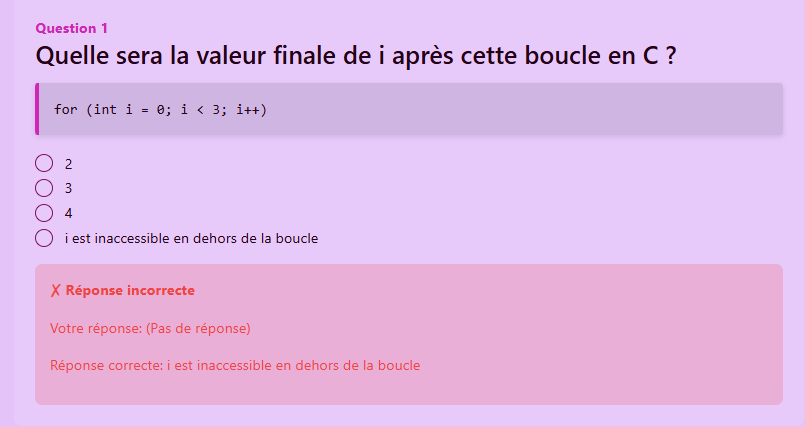 Question 1
Quelle sera la valeur finale de i après cette boucle en C ?
for (int i = 0; i < 3; i++)
2
3
4
i est inaccessible en dehors de la boucle
╳ Réponse incorrecte
Votre réponse: (Pas de réponse)
Réponse correcte: i est inaccessible en dehors de la boucle